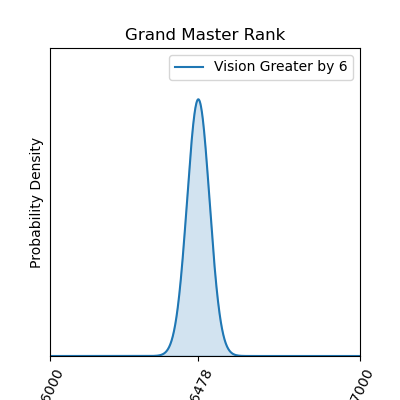 Grand Master Rank
Vision Greater by 6
Probability Density
6000
6478
7000